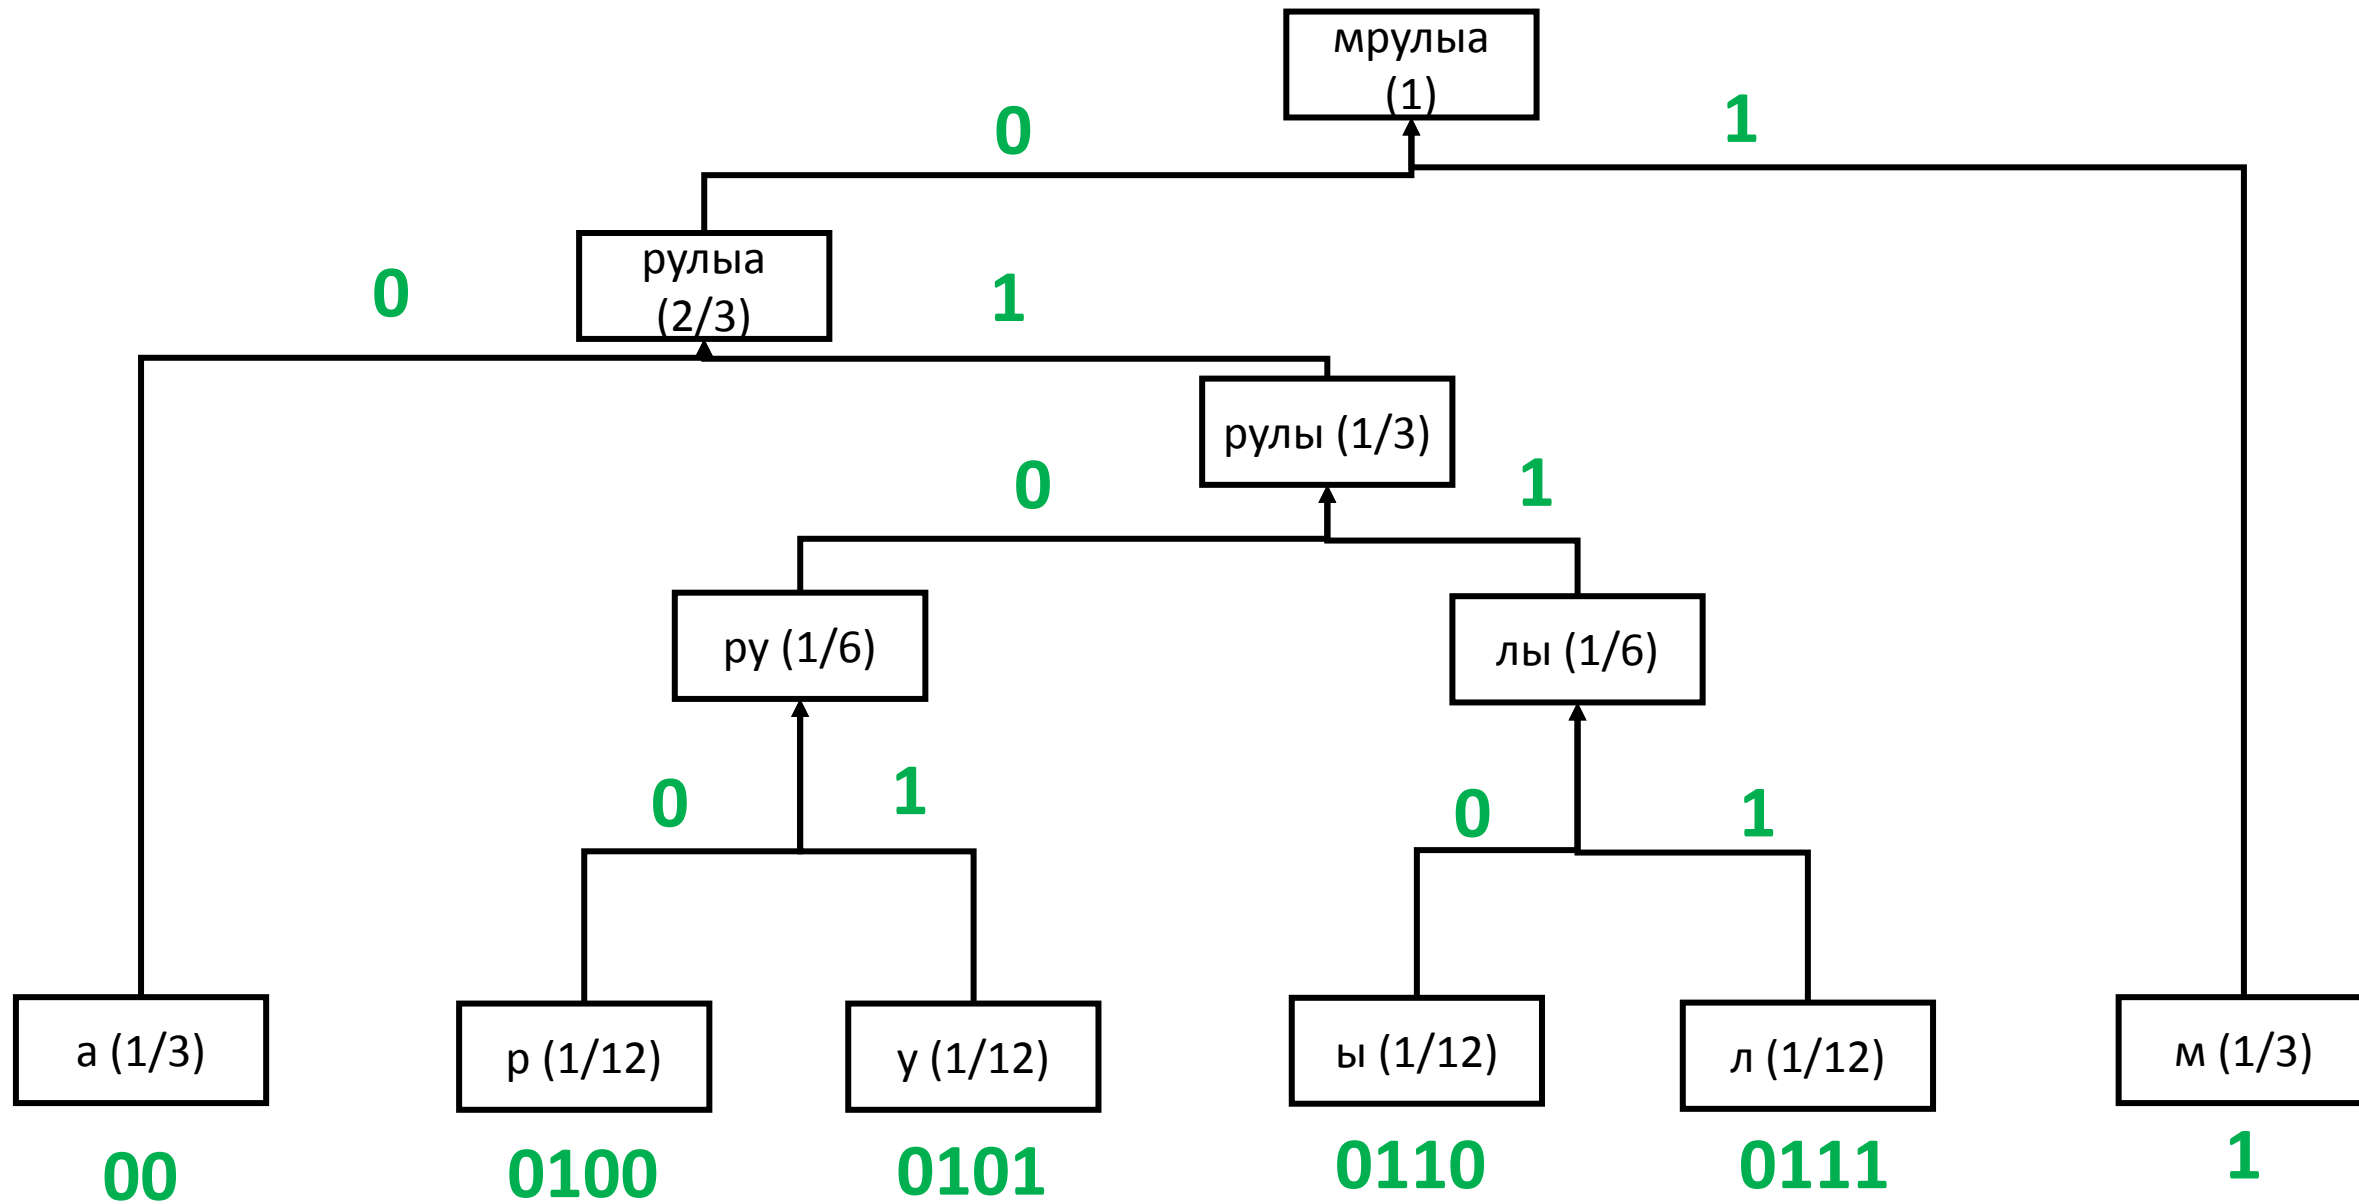 мрулыа
(1)
0
1
рулыа
(2/3)
0
1
рулы (1/3)
0
1
ру (1/6)
лы (1/6)
0
1
0
1
а (1/3)
р (1/12)
у (1/12)
ы (1/12)
л (1/12)
м (1/3)
00
0100
0101
0110
0111
1